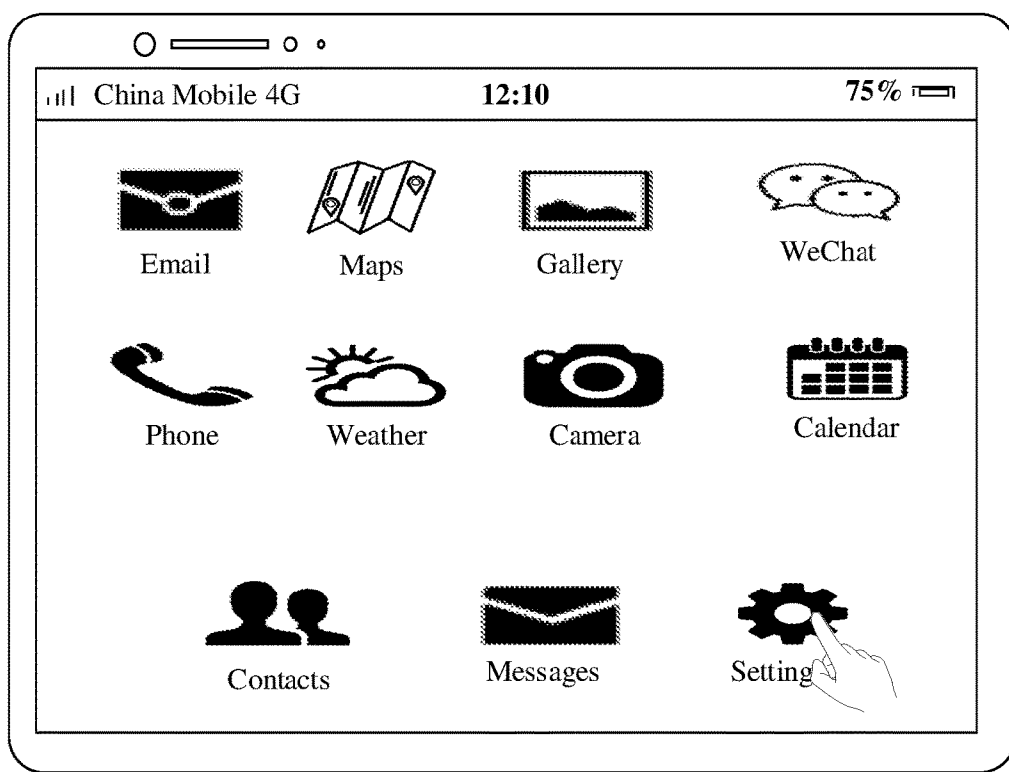 China Mobile 4G 12:10 75%
Email Maps Gallery WeChat
Phone Weather Camera Calendar
Contacts Messages Setting